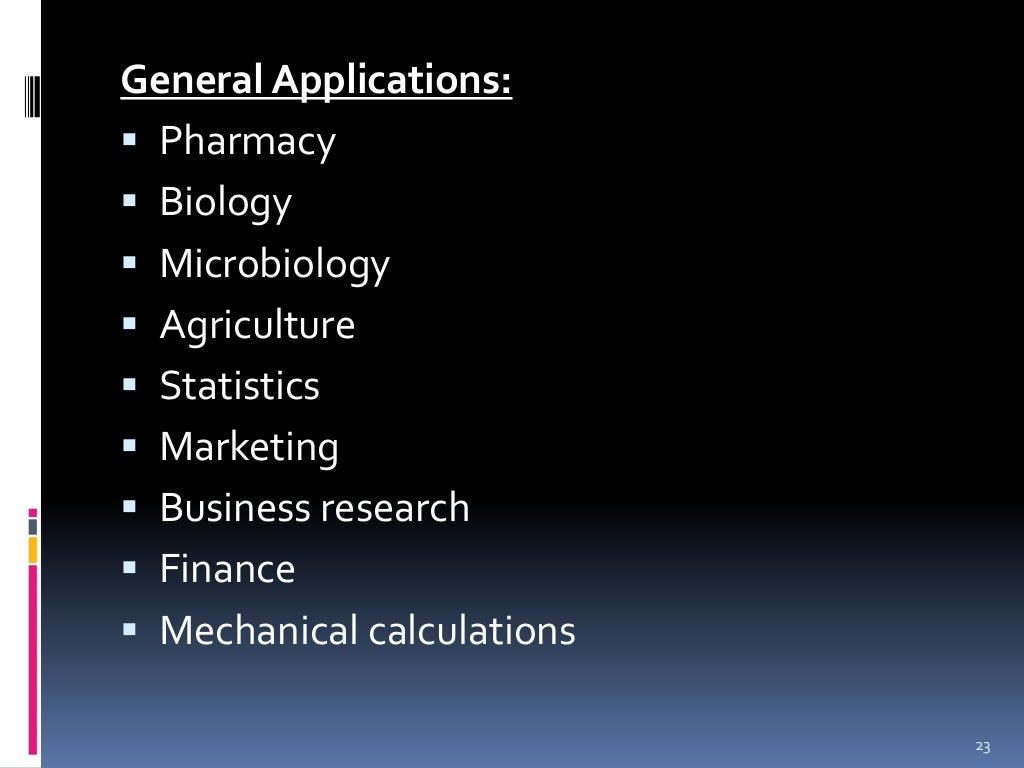 General Applications:
▪ Pharmacy
▪ Biology
▪ Microbiology
▪ Agriculture
▪ Statistics
▪ Marketing
▪ Business research
▪ Finance
▪ Mechanical calculations
23